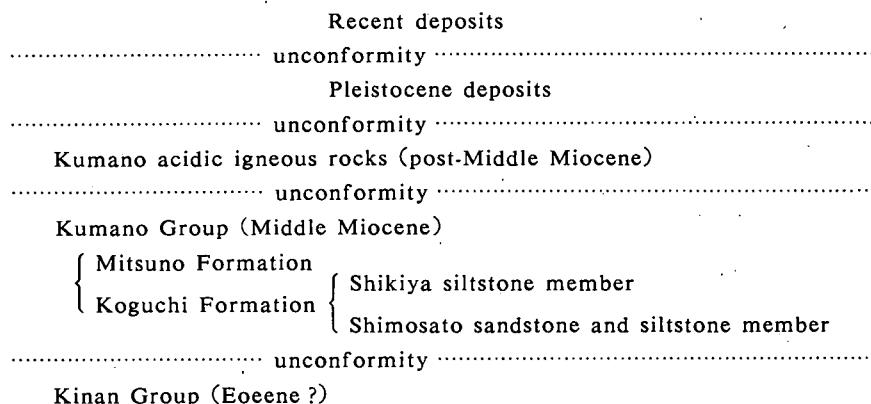 Recent deposits
unconformity
Pleistocene deposits
unconformity
Kumano acidic igneous rocks (post-Middle Miocene)
unconformity
Kumano Group (Middle Miocene)
Mitsuno Formation
Koguchi Formation
Shikiya siltstone member
Shimosato sandstone and siltstone member
unconformity
Kinan Group (Eoeene ?)